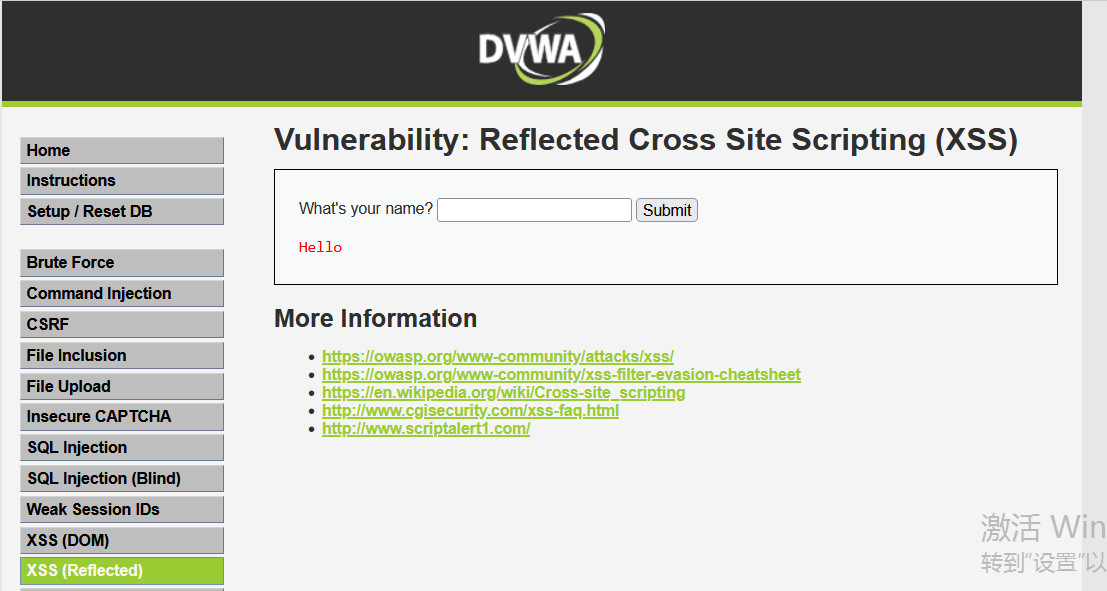 DVWA
Vulnerability: Reflected Cross Site Scripting (XSS)
Home
Instructions
Setup / Reset DB
Brute Force
Command Injection
CSRF
File Inclusion
File Upload
Insecure CAPTCHA
SQL Injection
SQL Injection (Blind)
Weak Session IDs
XSS (DOM)
XSS (Reflected)
What's your name? Submit
Hello
More Information
https://owasp.org/www-community/attacks/xss/
https://owasp.org/www-community/xss-filter-evasion-cheatsheet
https://en.wikipedia.org/wiki/Cross-site_scripting
http://www.cgisecurity.com/xss-faq.html
http://www.scriptalert1.com/
激活 Win
转到“设置”以